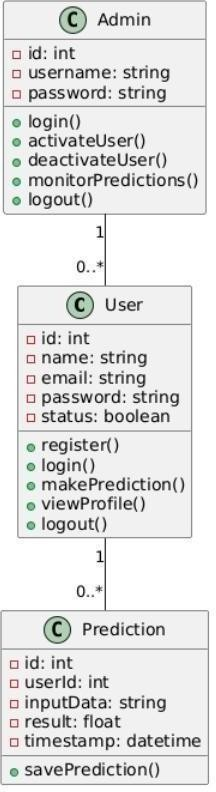 C Admin
id: int
username: string
password: string
login()
activateUser()
deactivateUser()
monitorPredictions()
logout()
1
0..*
C User
id: int
name: string
email: string
password: string
status: boolean
register()
login()
makePrediction()
viewProfile()
logout()
1
0..*
C Prediction
id: int
userId: int
inputData: string
result: float
timestamp: datetime
savePrediction()